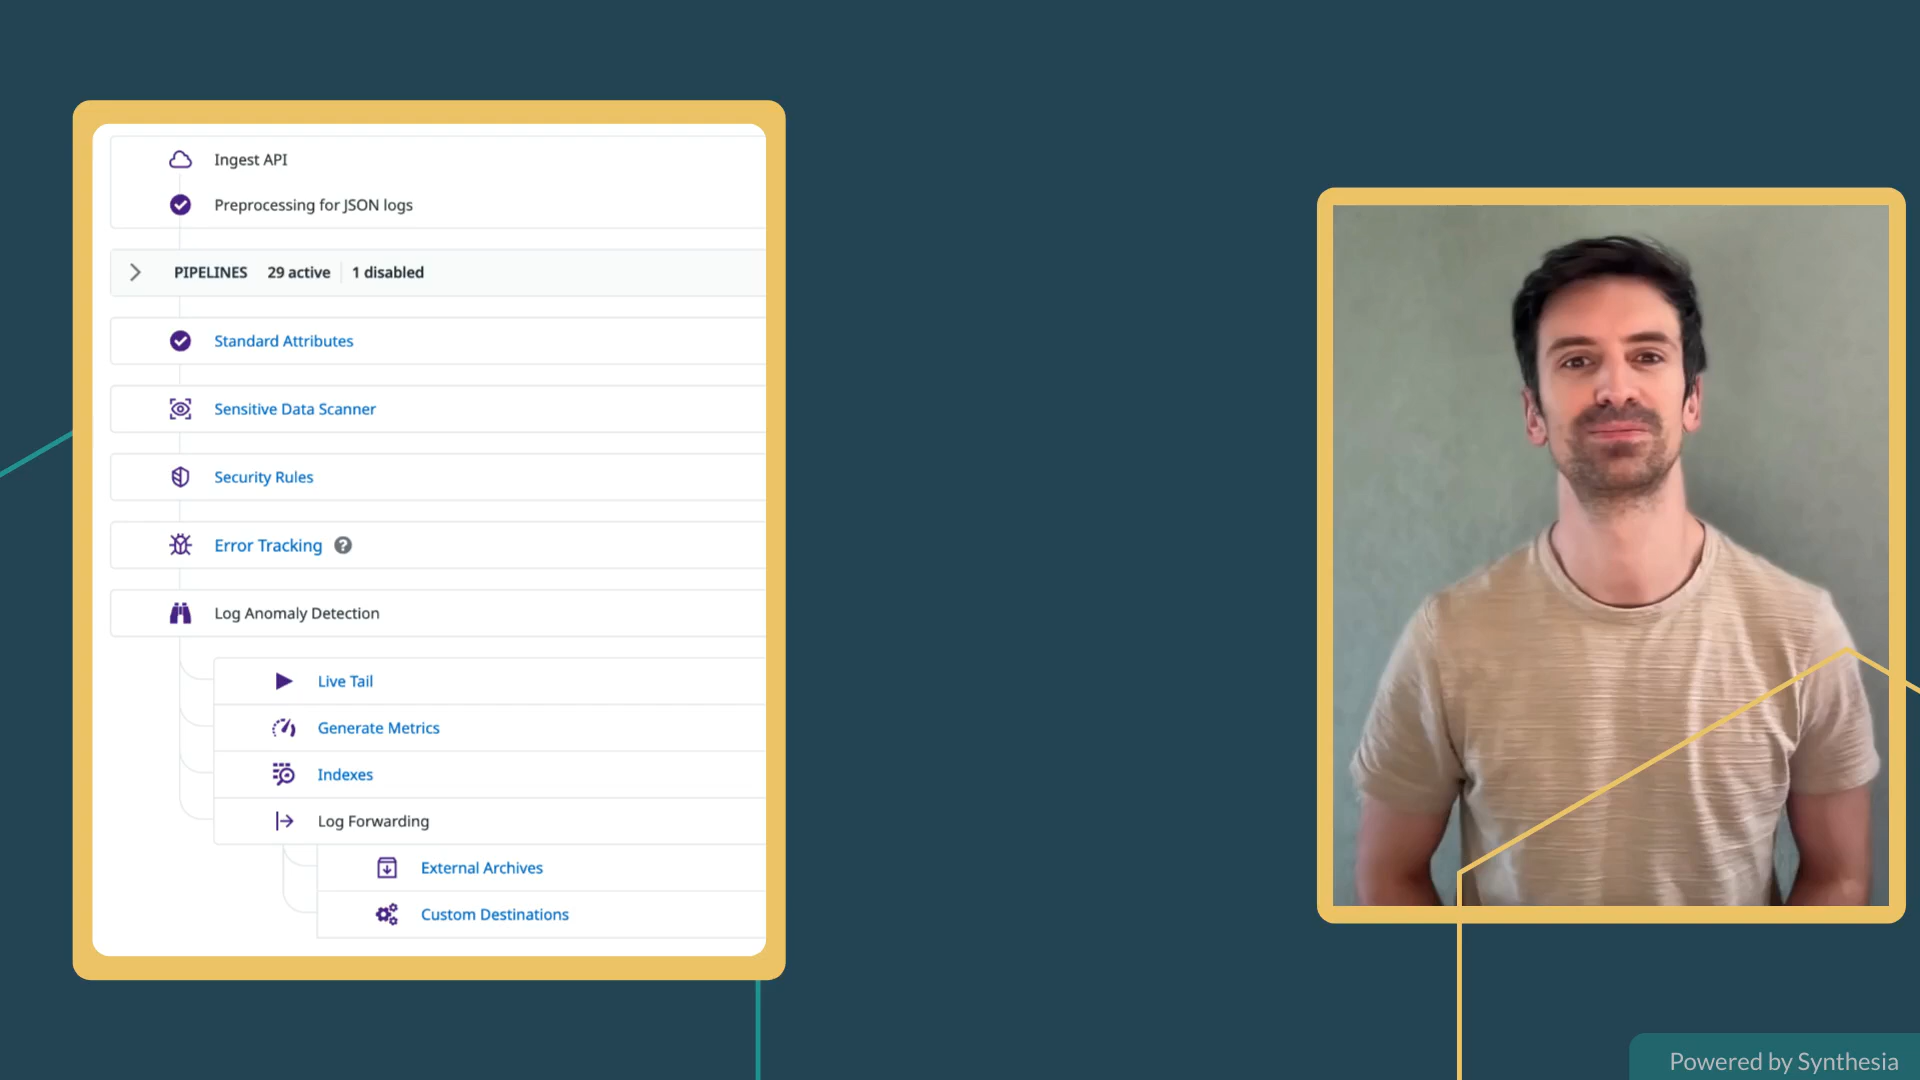 Ingest API
Preprocessing for JSON logs
PIPELINES 29 active 1 disabled
Standard Attributes
Sensitive Data Scanner
Security Rules
Error Tracking ?
Log Anomaly Detection
Live Tail
Generate Metrics
Indexes
Log Forwarding
External Archives
Custom Destinations
Powered by Synthesia